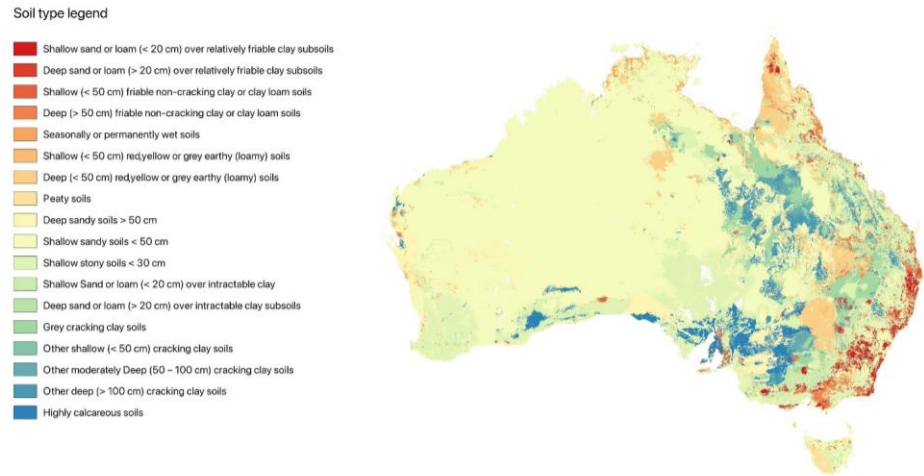 Soil type legend
Shallow sand or loam (< 20 cm) over relatively friable clay subsoils
Deep sand or loam (> 20 cm) over relatively friable clay subsoils
Shallow (< 50 cm) friable non-cracking clay or clay loam soils
Deep (> 50 cm) friable non-cracking clay or clay loam soils
Seasonally or permanently wet soils
Shallow (< 50 cm) red,yellow or grey earthy (loamy) soils
Deep (< 50 cm) red,yellow or grey earthy (loamy) soils
Peaty soils
Deep sandy soils > 50 cm
Shallow sandy soils < 50 cm
Shallow stony soils < 30 cm
Shallow Sand or loam (< 20 cm) over intractable clay
Deep sand or loam (> 20 cm) over intractable clay subsoils
Grey cracking clay soils
Other shallow (< 50 cm) cracking clay soils
Other moderately Deep (50 – 100 cm) cracking clay soils
Other deep (> 100 cm) cracking clay soils
Highly calcareous soils